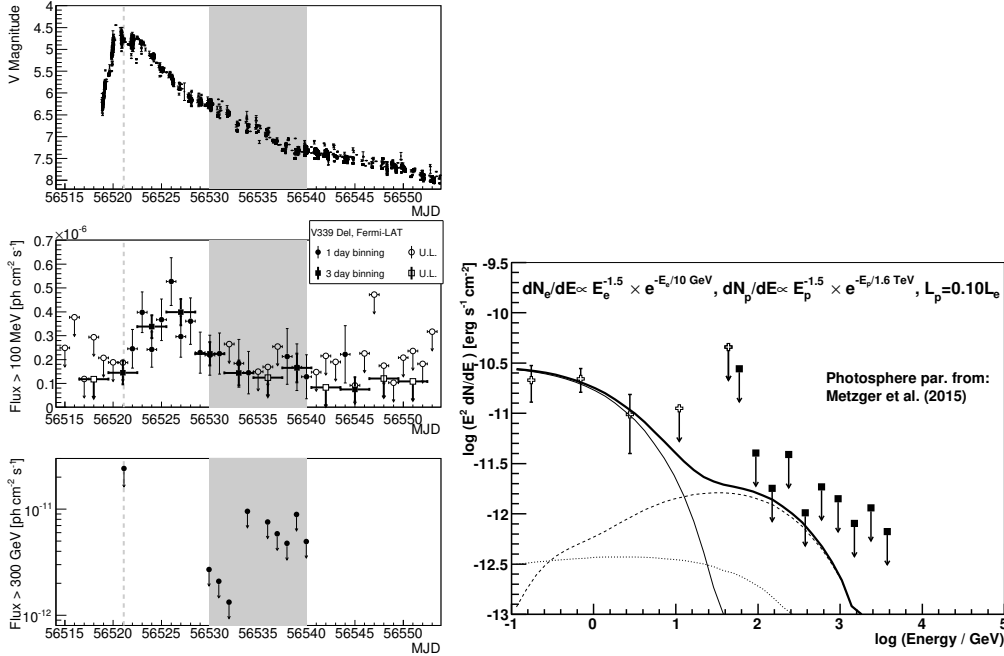 V Magnitude
4
4.5
5
5.5
6
6.5
7
7.5
8
56515 56520 56525 56530 56535 56540 56545 56550
MJD
×10⁻⁶
Flux > 100 MeV [ph cm⁻² s⁻¹]
0.7
0.6
0.5
0.4
0.3
0.2
0.1
0
V339 Del, Fermi-LAT
1 day binning U.L.
3 day binning U.L.
56515 56520 56525 56530 56535 56540 56545 56550
MJD
Flux > 300 GeV [ph cm⁻² s⁻¹]
10⁻¹¹
10⁻¹²
56515 56520 56525 56530 56535 56540 56545 56550
MJD
log (E² dN/dE) [erg s⁻¹ cm⁻²]
-9.5
-10
-10.5
-11
-11.5
-12
-12.5
-13
dNₑ/dE∝ Eₑ^-1.5 × e^-Eₑ/10 GeV, dNₚ/dE∝ Eₚ^-1.5 × e^-Eₚ/1.6 TeV, Lₚ=0.10Lₑ
Photosphere par. from:
Metzger et al. (2015)
-1 0 1 2 3 4 5
log (Energy / GeV)